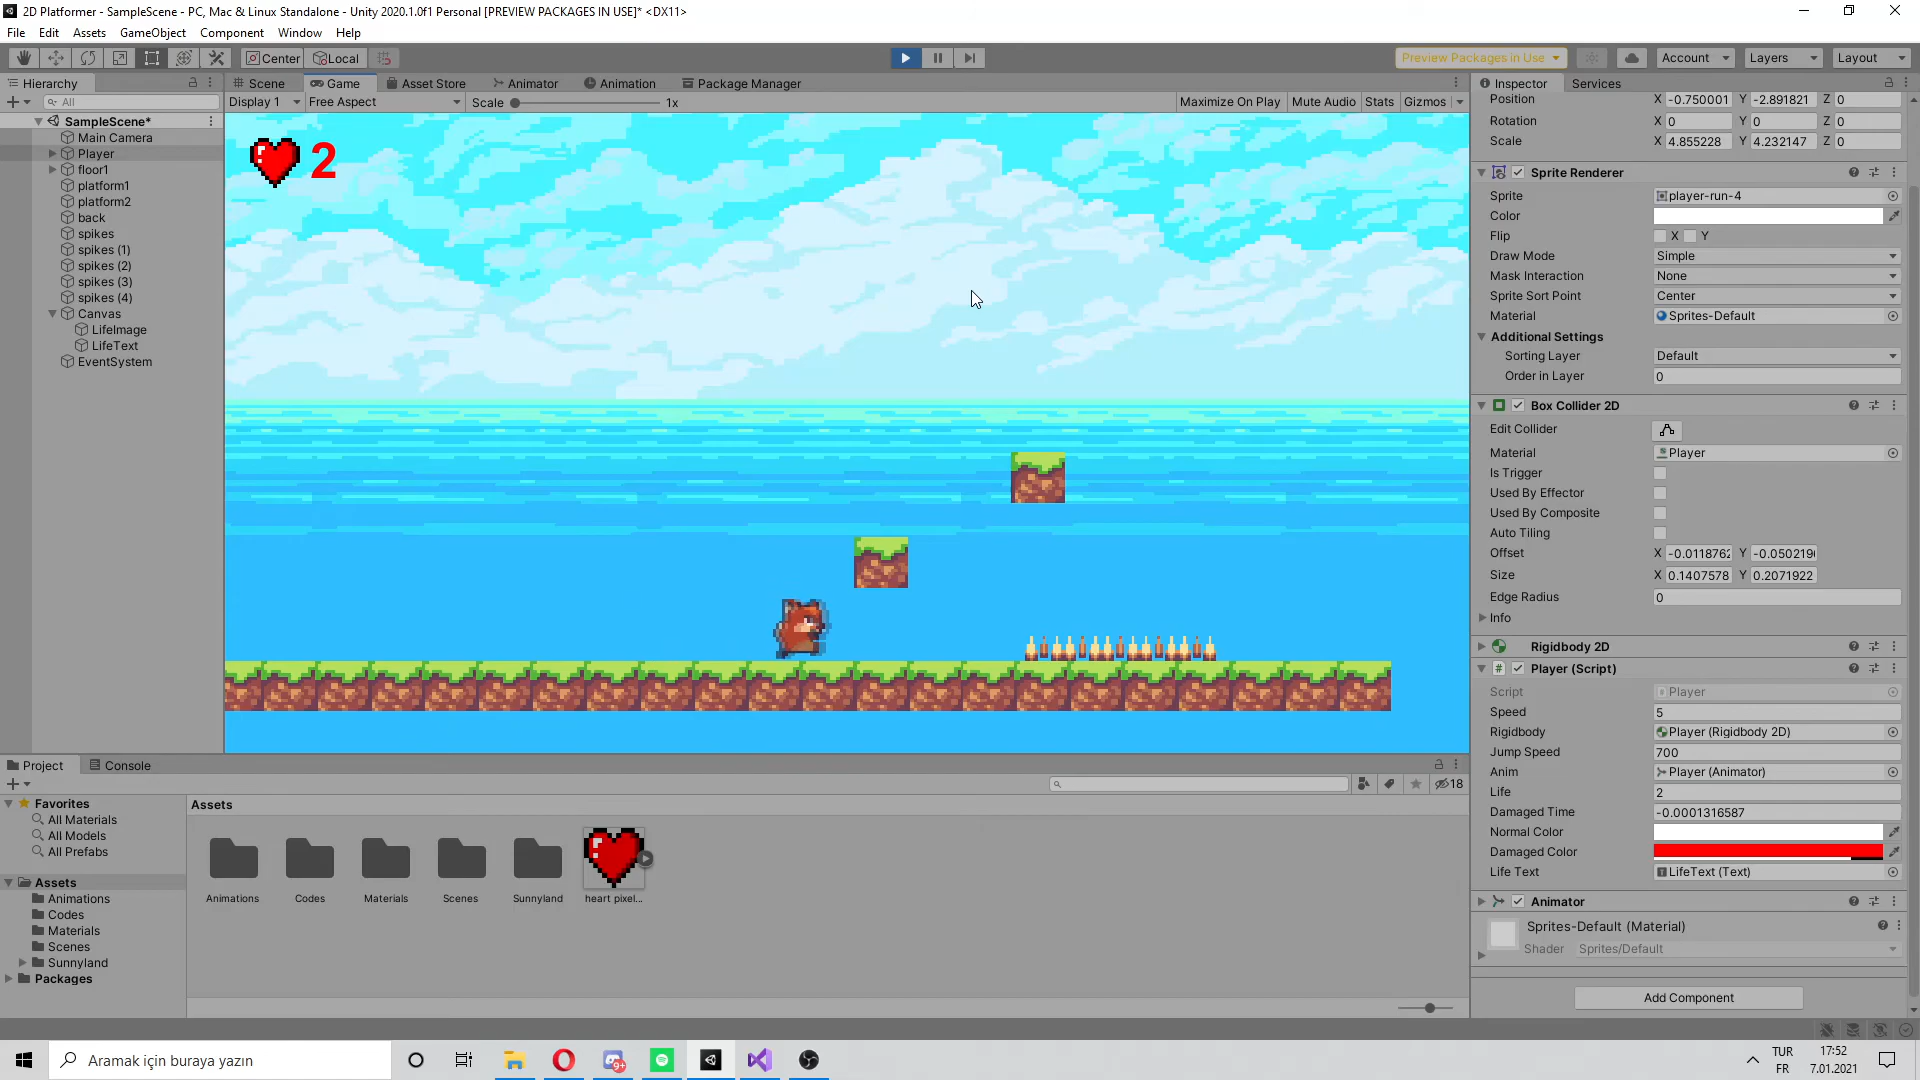 2D Platformer - SampleScene - PC, Mac & Linux Standalone - Unity 2020.1.0f1 Personal [PREVIEW PACKAGES IN USE]* <DX11>
File Edit Assets GameObject Component Window Help
Center Local Preview Packages in Use Account Layers Layout
Hierarchy Scene Game Asset Store Animator Animation Package Manager Inspector Services
All Display 1 Free Aspect Scale 1x Maximize On Play Mute Audio Stats Gizmos
SampleScene*
Main Camera
Player
floor1
platform1
platform2
back
spikes
spikes (1)
spikes (2)
spikes (3)
spikes (4)
Canvas
LifeImage
LifeText
EventSystem
2
Position X -0.750001 Y -2.891821 Z 0
Rotation X 0 Y 0 Z 0
Scale X 4.855228 Y 4.232147 Z 0
Sprite Renderer
Sprite player-run-4
Color
Flip X Y
Draw Mode Simple
Mask Interaction None
Sprite Sort Point Center
Material Sprites-Default
Additional Settings
Sorting Layer Default
Order in Layer 0
Box Collider 2D
Edit Collider
Material Player
Is Trigger
Used By Effector
Used By Composite
Auto Tiling
Offset X -0.0118762 Y -0.050219
Size X 0.1407578 Y 0.2071922
Edge Radius 0
Info
Rigidbody 2D
Player (Script)
Script Player
Speed 5
Rigidbody Player (Rigidbody 2D)
Jump Speed 700
Anim Player (Animator)
Life 2
Damaged Time -0.0001316587
Normal Color
Damaged Color
Life Text LifeText (Text)
Animator
Sprites-Default (Material)
Shader Sprites/Default
Add Component
Project Console
18
Favorites
All Materials
All Models
All Prefabs
Assets
Animations
Codes
Materials
Scenes
Sunnyland
Packages
Assets
Animations Codes Materials Scenes Sunnyland heart pixel...
Aramak için buraya yazın
9+
TUR
FR
17:52
7.01.2021